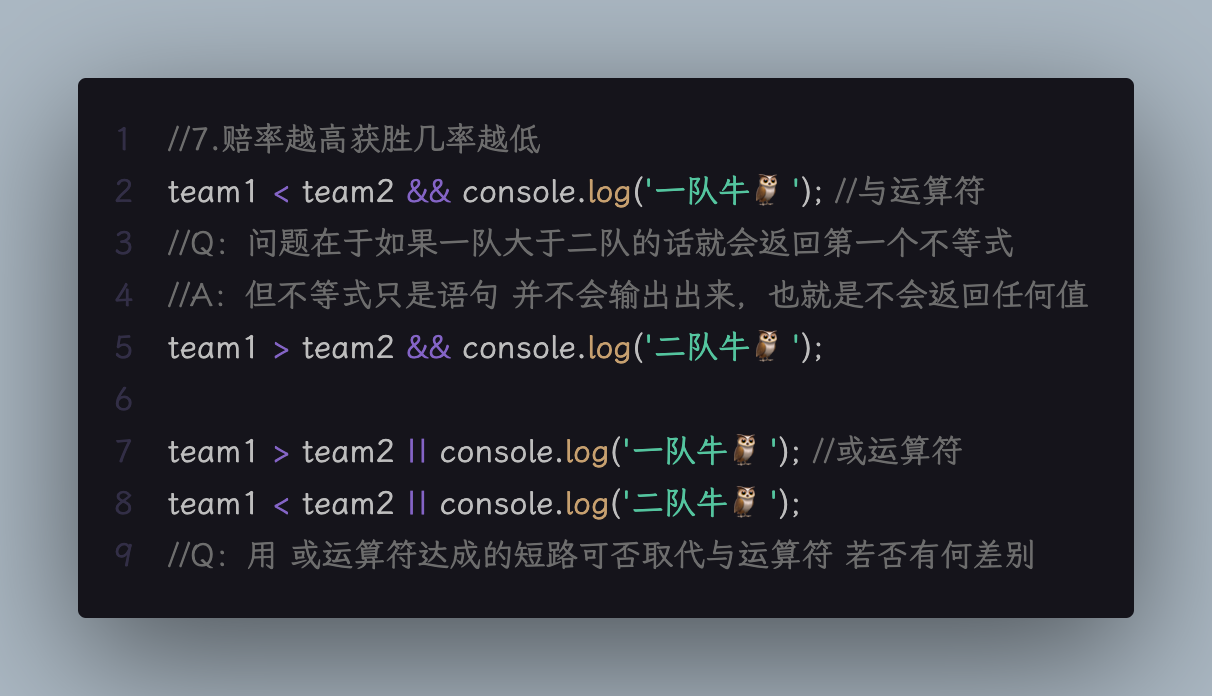 1 //7.赔率越高获胜几率越低
2 team1 < team2 && console.log('一队牛🦉 '); //与运算符
3 //Q：问题在于如果一队大于二队的话就会返回第一个不等式
4 //A：但不等式只是语句 并不会输出出来，也就是不会返回任何值
5 team1 > team2 && console.log('二队牛🦉 ');
6
7 team1 > team2 || console.log('一队牛🦉 '); //或运算符
8 team1 < team2 || console.log('二队牛🦉 ');
9 //Q：用 或运算符达成的短路可否取代与运算符 若否有何差别